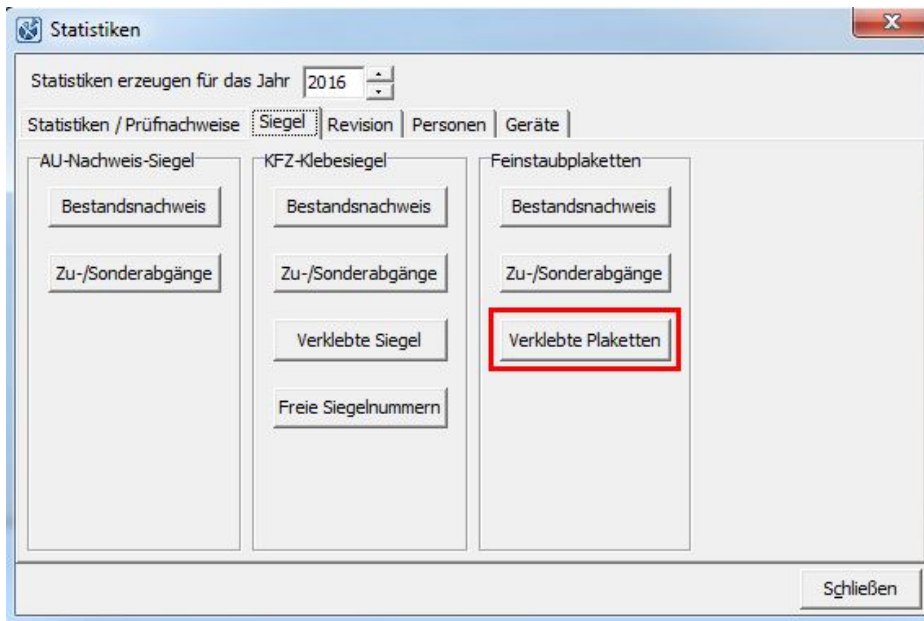 Statistiken
Statistiken erzeugen für das Jahr 2016
Statistiken / Prüfnachweise Siegel Revision Personen Geräte
AU-Nachweis-Siegel
Bestandsnachweis
Zu-/Sonderabgänge
KFZ-Klebesiegel
Bestandsnachweis
Zu-/Sonderabgänge
Verklebte Siegel
Freie Siegelnummern
Feinstaubplaketten
Bestandsnachweis
Zu-/Sonderabgänge
Verklebte Plaketten
Schließen